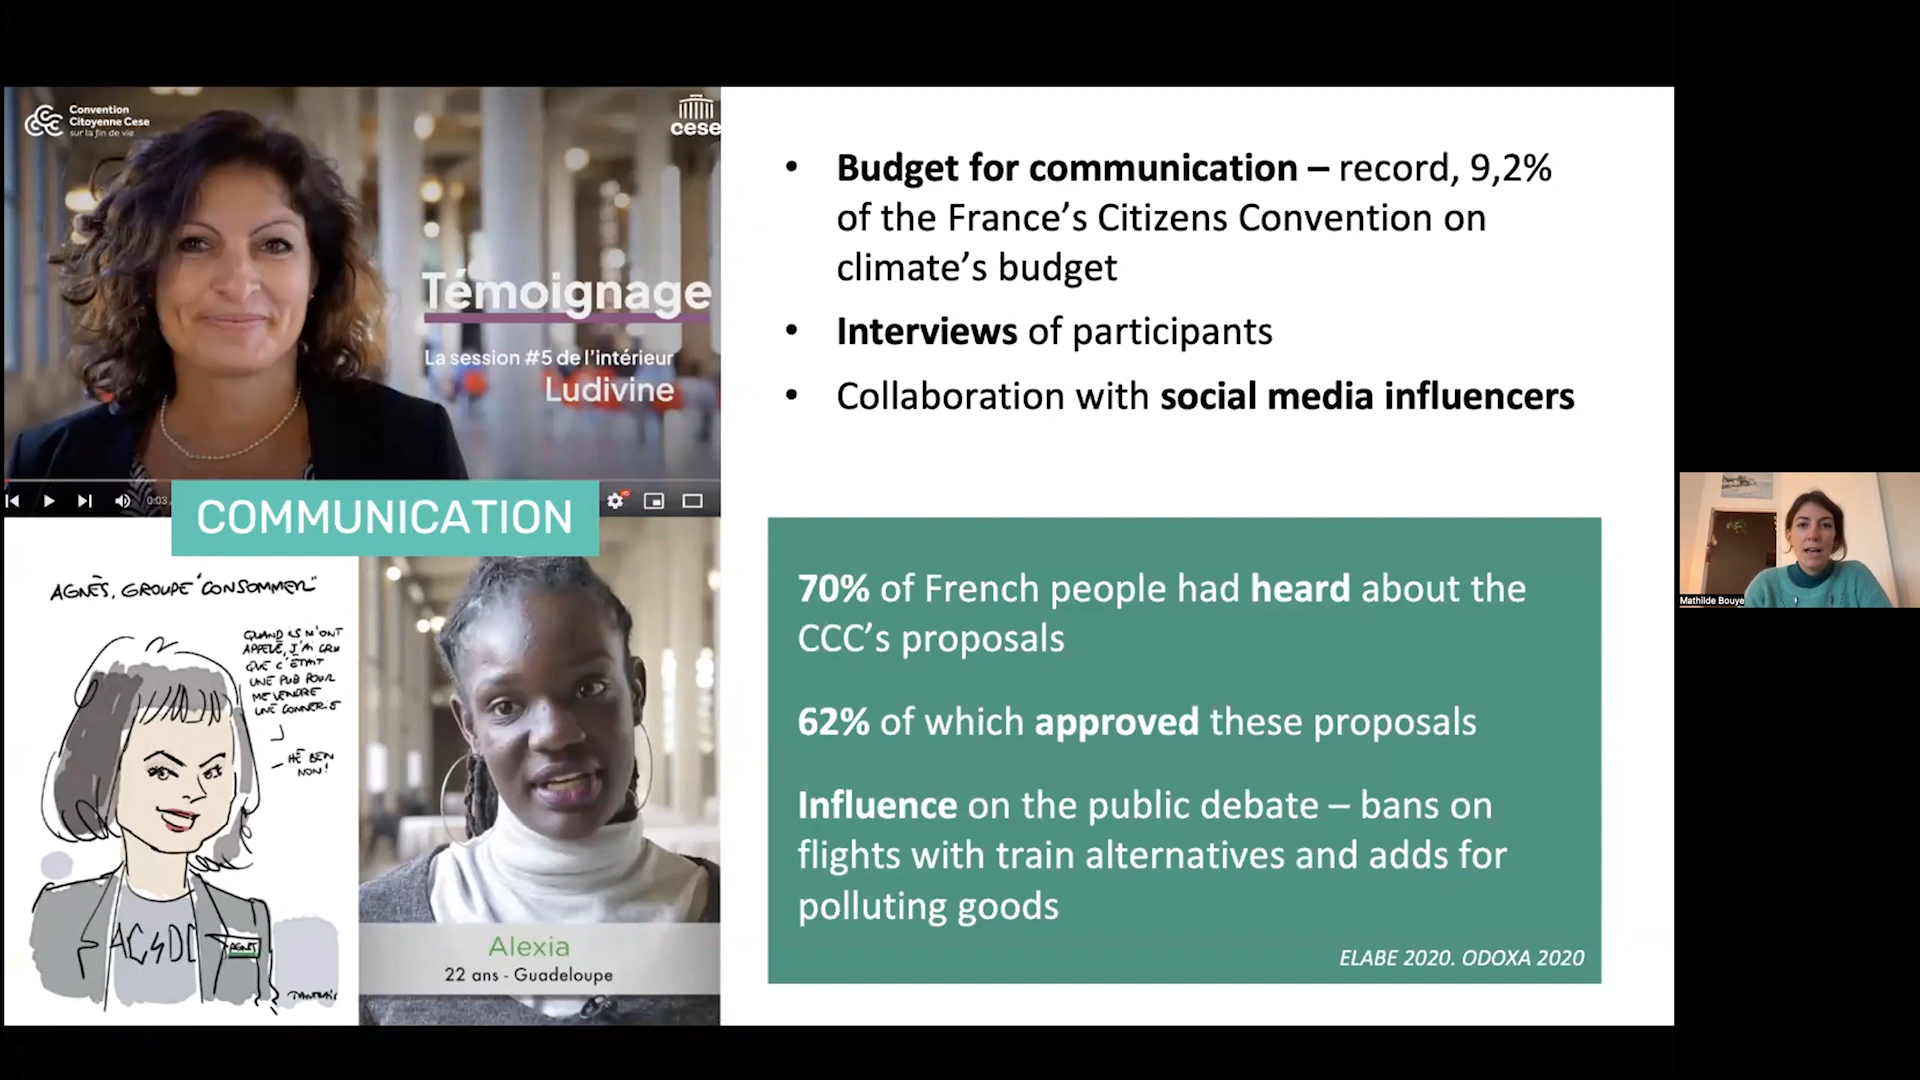 Convention
Citoyenne Cese
sur la fin de vie
cese
Témoignage
La session #5 de l'intérieur
Ludivine
0:03
HD
COMMUNICATION
AGNÈS, GROUPE "CONSOMMER"
QUAND ILS M'ONT
APPELÉ, J'AI CRU
QUE C'ÉTAIT
UNE PUB POUR
ME VENDRE
UNE CONNERIE
HÉ BEN
NON!
AC⚡DC
AGNÈS
Alexia
22 ans - Guadeloupe
• Budget for communication – record, 9,2%
of the France's Citizens Convention on
climate's budget
• Interviews of participants
• Collaboration with social media influencers
70% of French people had heard about the
CCC's proposals
62% of which approved these proposals
Influence on the public debate – bans on
flights with train alternatives and adds for
polluting goods
ELABE 2020. ODOXA 2020
Mathilde Bouye